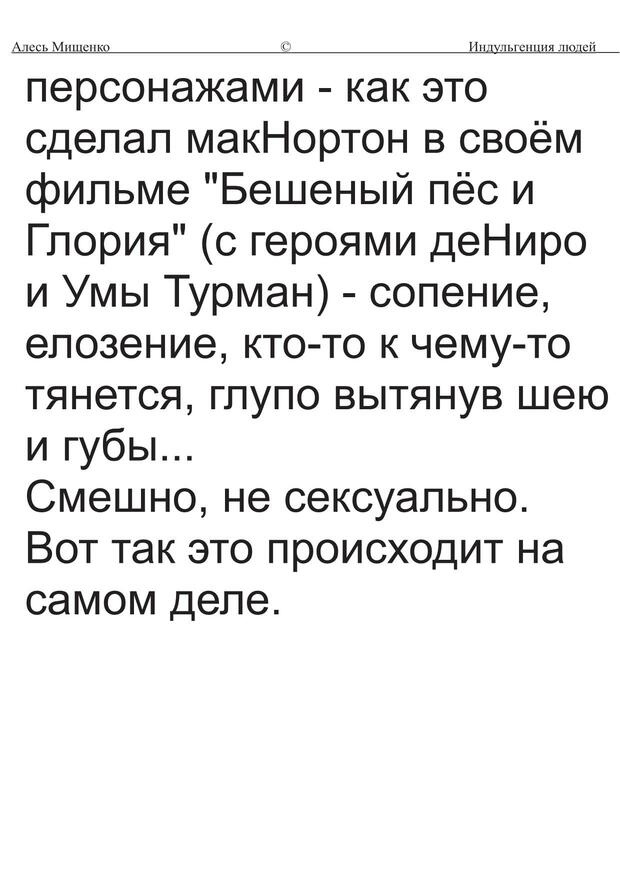 Алесь Мищенко © Индульгенция людей
персонажами - как это
сделал макНортон в своём
фильме "Бешеный пёс и
Глория" (с героями деНиро
и Умы Турман) - сопение,
елозение, кто-то к чему-то
тянется, глупо вытянув шею
и губы...
Смешно, не сексуально.
Вот так это происходит на
самом деле.